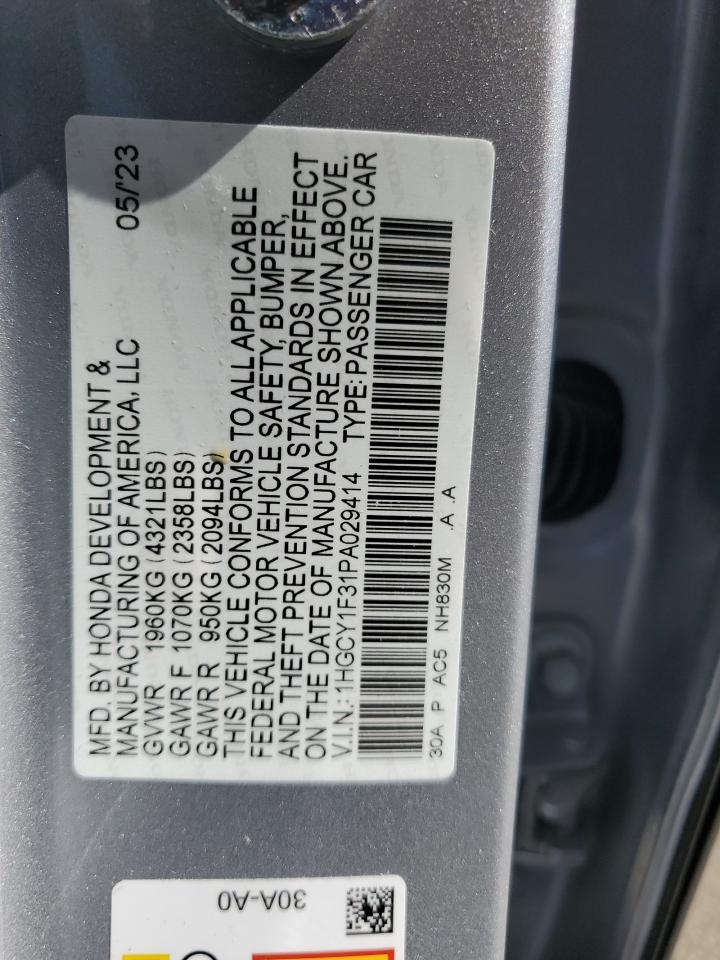 MFD. BY HONDA DEVELOPMENT & 05/'23
MANUFACTURING OF AMERICA, LLC
GVWR 1960KG (4321LBS)
GAWR F 1070KG (2358LBS)
GAWR R 950KG (2094LBS)
THIS VEHICLE CONFORMS TO ALL APPLICABLE
FEDERAL MOTOR VEHICLE SAFETY, BUMPER,
AND THEFT PREVENTION STANDARDS IN EFFECT
ON THE DATE OF MANUFACTURE SHOWN ABOVE.
V.I.N.: 1HGCY1F31PA029414 TYPE: PASSENGER CAR
30A P AC5 NH830M .A .A
30A-A0